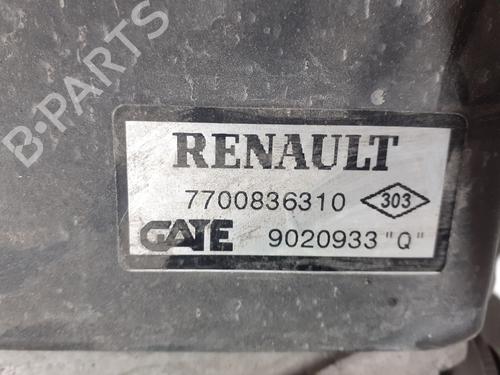 B-PARTS
RENAULT
7700836310 303
GATE 9020933 "Q"